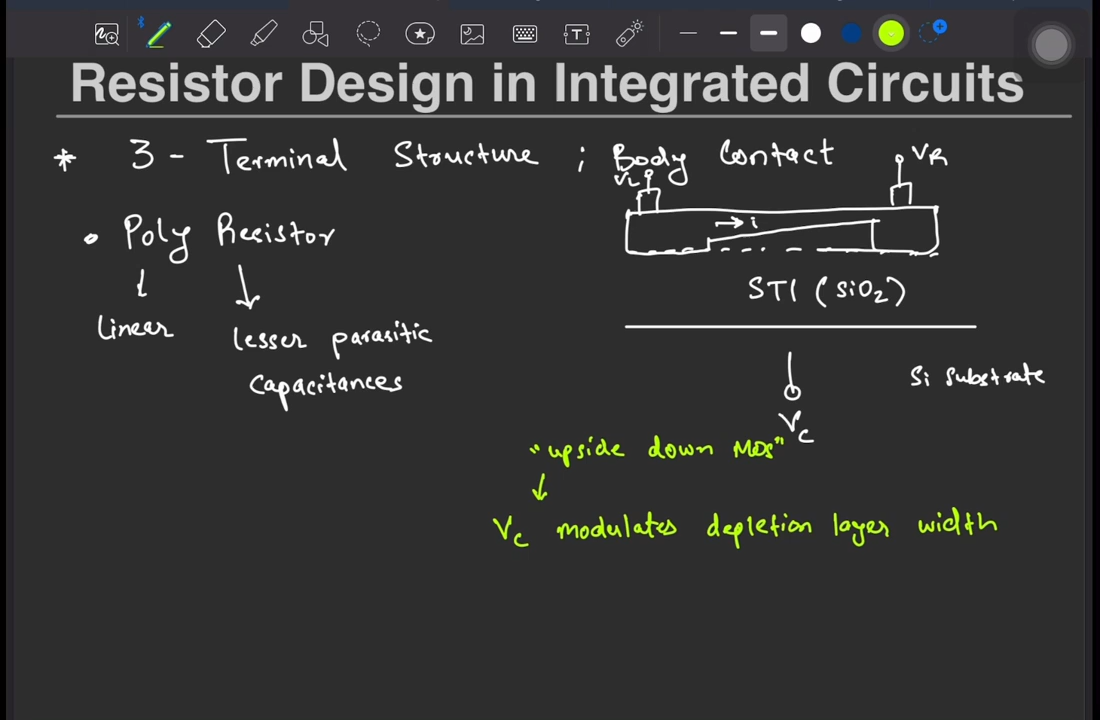 Resistor Design in Integrated Circuits
* 3 - Terminal Structure ; Body Contact
VL VR
• Poly Resistor
i
linear
lesser parasitic
capacitances
STI (SiO2)
Si Substrate
Vc
"upside down MOS"
Vc modulates depletion layer width